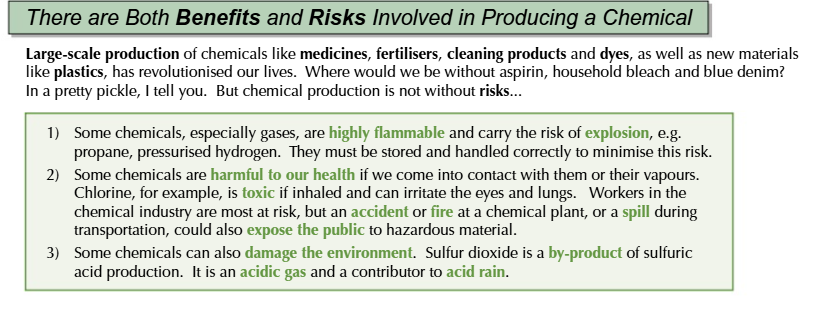 There are Both Benefits and Risks Involved in Producing a Chemical
Large-scale production of chemicals like medicines, fertilisers, cleaning products and dyes, as well as new materials
like plastics, has revolutionised our lives. Where would we be without aspirin, household bleach and blue denim?
In a pretty pickle, I tell you. But chemical production is not without risks...
1) Some chemicals, especially gases, are highly flammable and carry the risk of explosion, e.g.
propane, pressurised hydrogen. They must be stored and handled correctly to minimise this risk.
2) Some chemicals are harmful to our health if we come into contact with them or their vapours.
Chlorine, for example, is toxic if inhaled and can irritate the eyes and lungs. Workers in the
chemical industry are most at risk, but an accident or fire at a chemical plant, or a spill during
transportation, could also expose the public to hazardous material.
3) Some chemicals can also damage the environment. Sulfur dioxide is a by-product of sulfuric
acid production. It is an acidic gas and a contributor to acid rain.